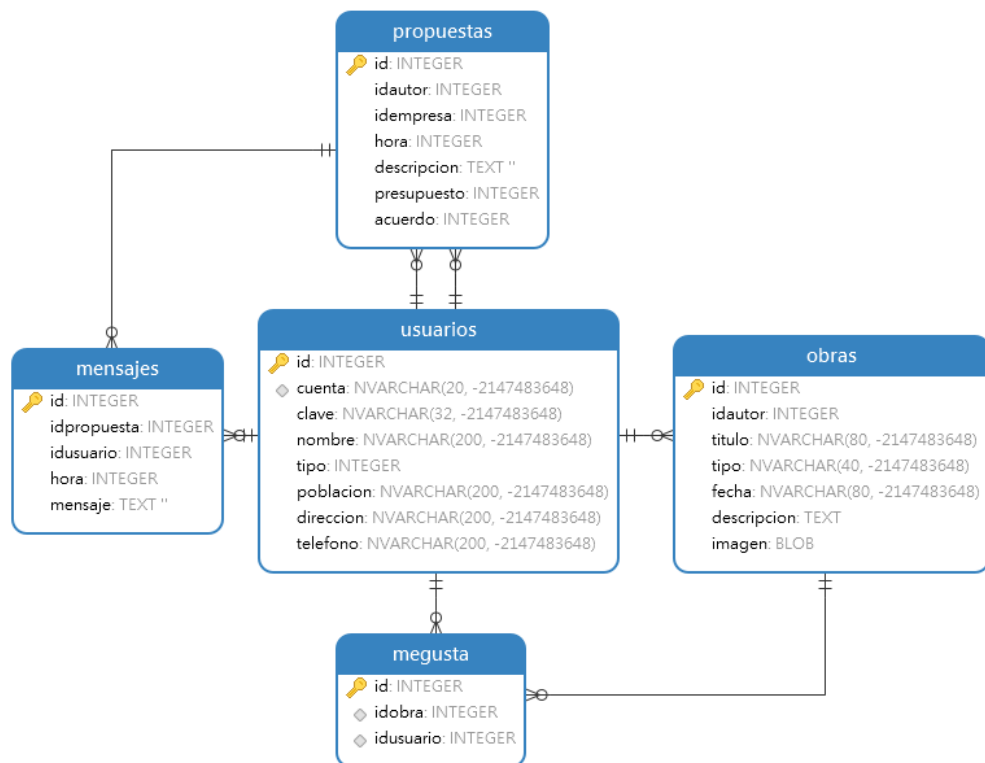 propuestas
id: INTEGER
idautor: INTEGER
idempresa: INTEGER
hora: INTEGER
descripcion: TEXT ''
presupuesto: INTEGER
acuerdo: INTEGER
mensajes
id: INTEGER
idpropuesta: INTEGER
idusuario: INTEGER
hora: INTEGER
mensaje: TEXT ''
usuarios
id: INTEGER
cuenta: NVARCHAR(20, -2147483648)
clave: NVARCHAR(32, -2147483648)
nombre: NVARCHAR(200, -2147483648)
tipo: INTEGER
poblacion: NVARCHAR(200, -2147483648)
direccion: NVARCHAR(200, -2147483648)
telefono: NVARCHAR(200, -2147483648)
obras
id: INTEGER
idautor: INTEGER
titulo: NVARCHAR(80, -2147483648)
tipo: NVARCHAR(40, -2147483648)
fecha: NVARCHAR(80, -2147483648)
descripcion: TEXT
imagen: BLOB
megusta
id: INTEGER
idobra: INTEGER
idusuario: INTEGER